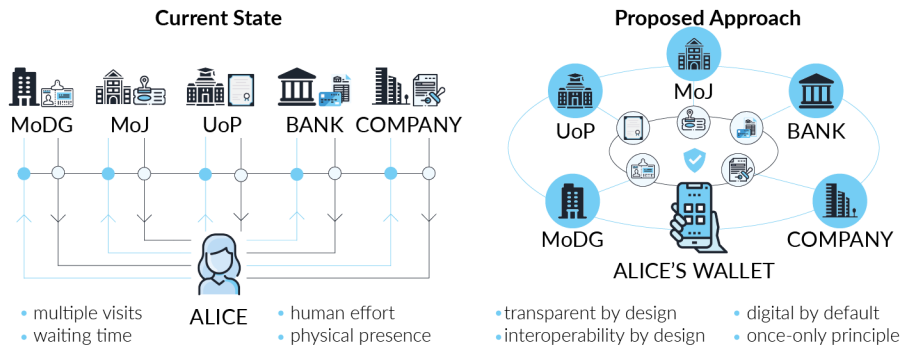 Current State
MoDG MoJ UoP BANK COMPANY
ALICE
• multiple visits
• waiting time
• human effort
• physical presence
Proposed Approach
MoJ
UoP
BANK
MoDG
COMPANY
ALICE'S WALLET
• transparent by design
• interoperability by design
• digital by default
• once-only principle